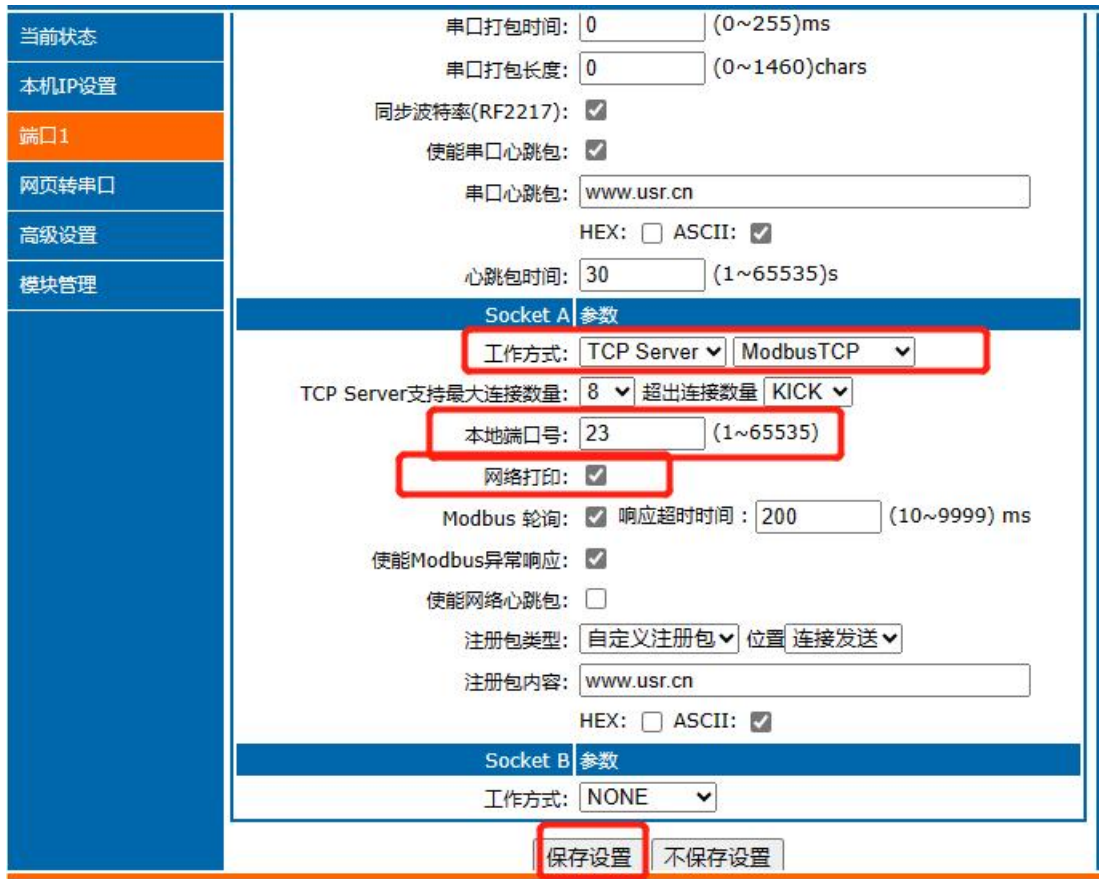 当前状态
本机IP设置
端口1
网页转串口
高级设置
模块管理
串口打包时间: 0 (0~255)ms
串口打包长度: 0 (0~1460)chars
同步波特率(RF2217):
使能串口心跳包:
串口心跳包: www.usr.cn
HEX: ASCII:
心跳包时间: 30 (1~65535)s
Socket A 参数
工作方式: TCP Server ModbusTCP
TCP Server支持最大连接数量: 8 超出连接数量 KICK
本地端口号: 23 (1~65535)
网络打印:
Modbus 轮询: 响应超时时间 : 200 (10~9999) ms
使能Modbus异常响应:
使能网络心跳包:
注册包类型: 自定义注册包 位置 连接发送
注册包内容: www.usr.cn
HEX: ASCII:
Socket B 参数
工作方式: NONE
保存设置 不保存设置